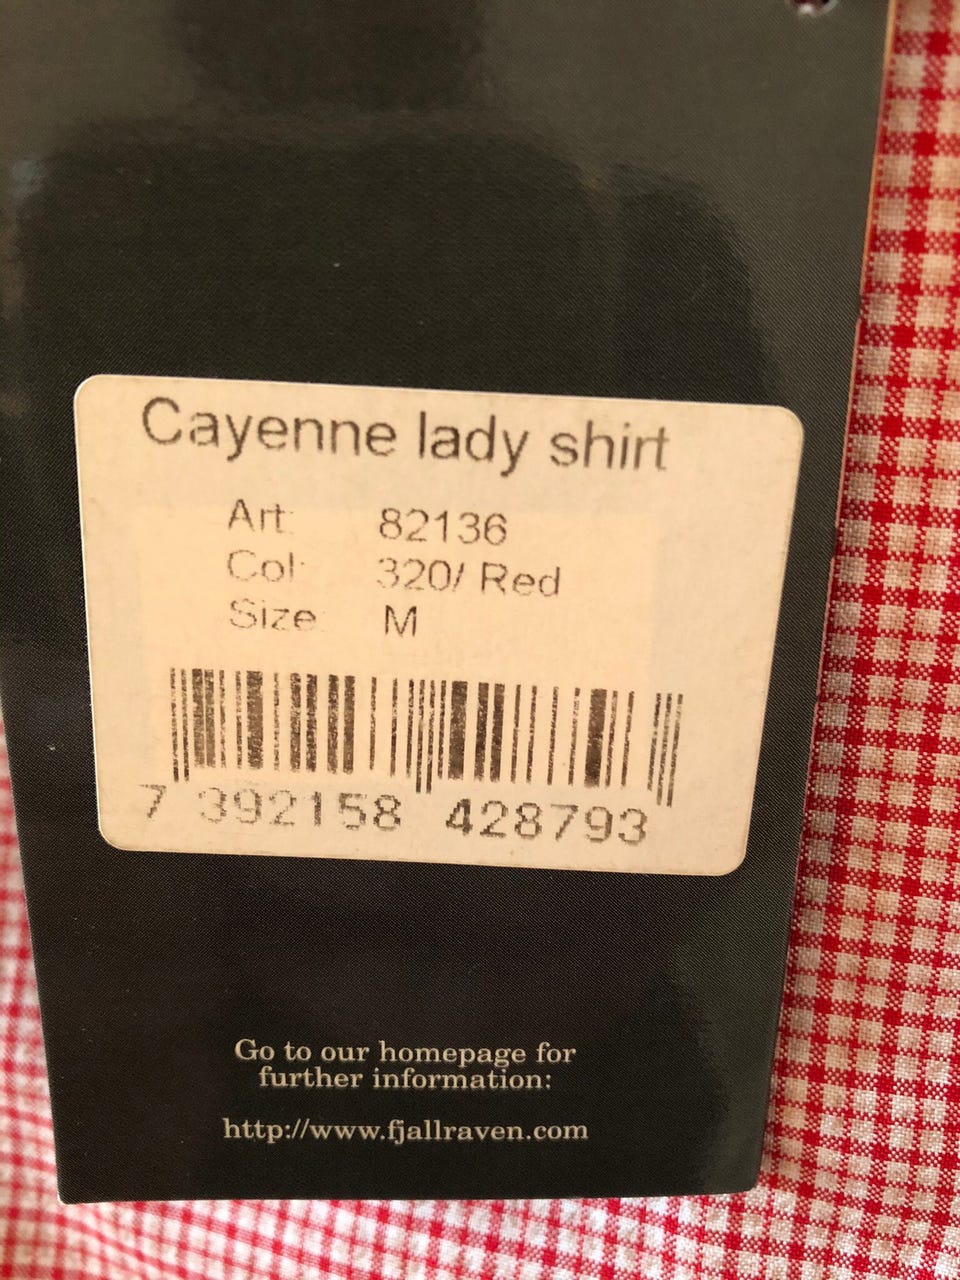 Cayenne lady shirt
Art: 82136
Col: 320/ Red
Size: M
7 392158 428793
Go to our homepage for
further information:
http://www.fjallraven.com